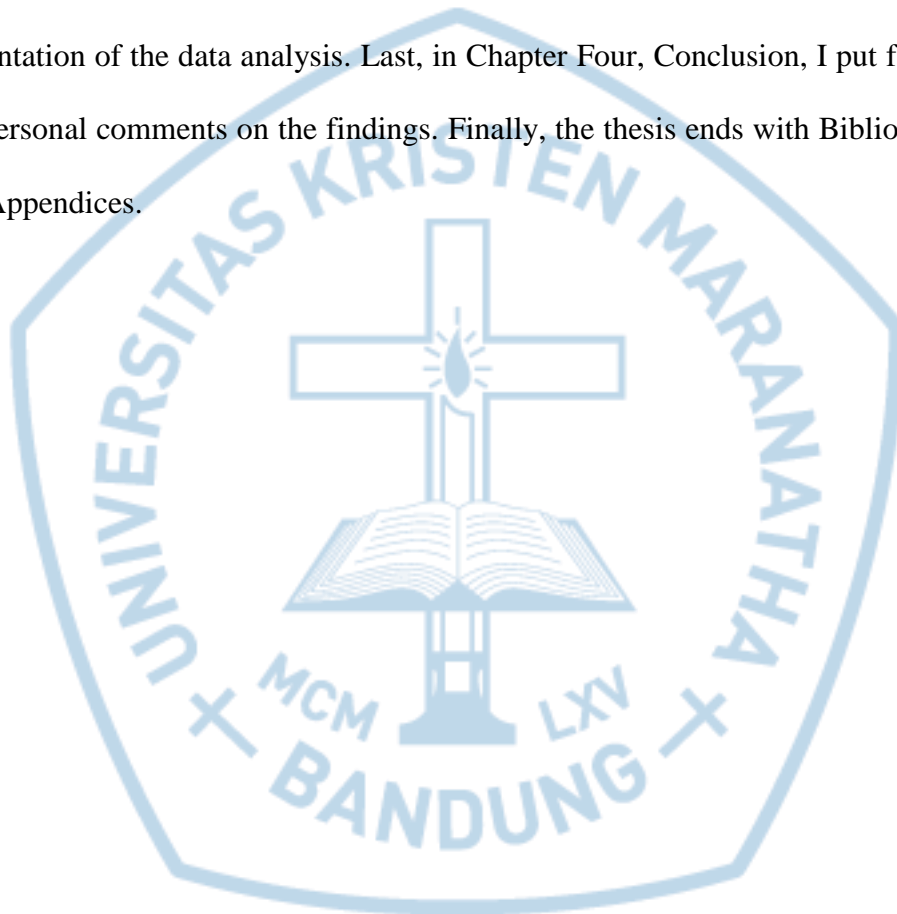 ntation of the data analysis. Last, in Chapter Four, Conclusion, I put f
ersonal comments on the findings. Finally, the thesis ends with Biblio
Appendices.
UNIVERSITAS KRISTEN MARANATHA
MCM LXV
BANDUNG